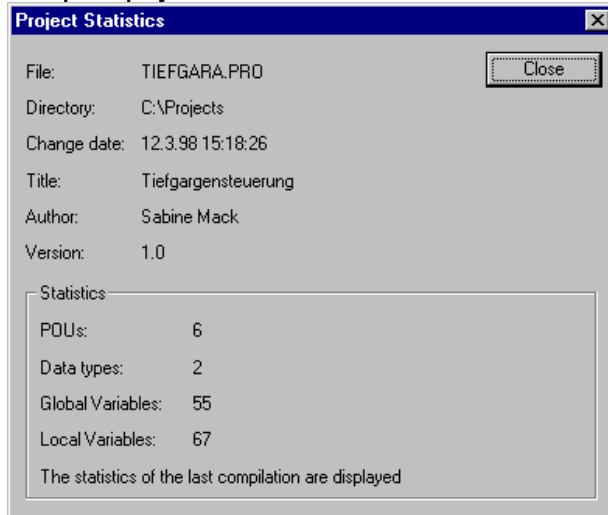 Project Statistics
File: TIEFGARA.PRO
Close
Directory: C:\Projects
Change date: 12.3.98 15:18:26
Title: Tiefgargensteuerung
Author: Sabine Mack
Version: 1.0
Statistics
POUs: 6
Data types: 2
Global Variables: 55
Local Variables: 67
The statistics of the last compilation are displayed